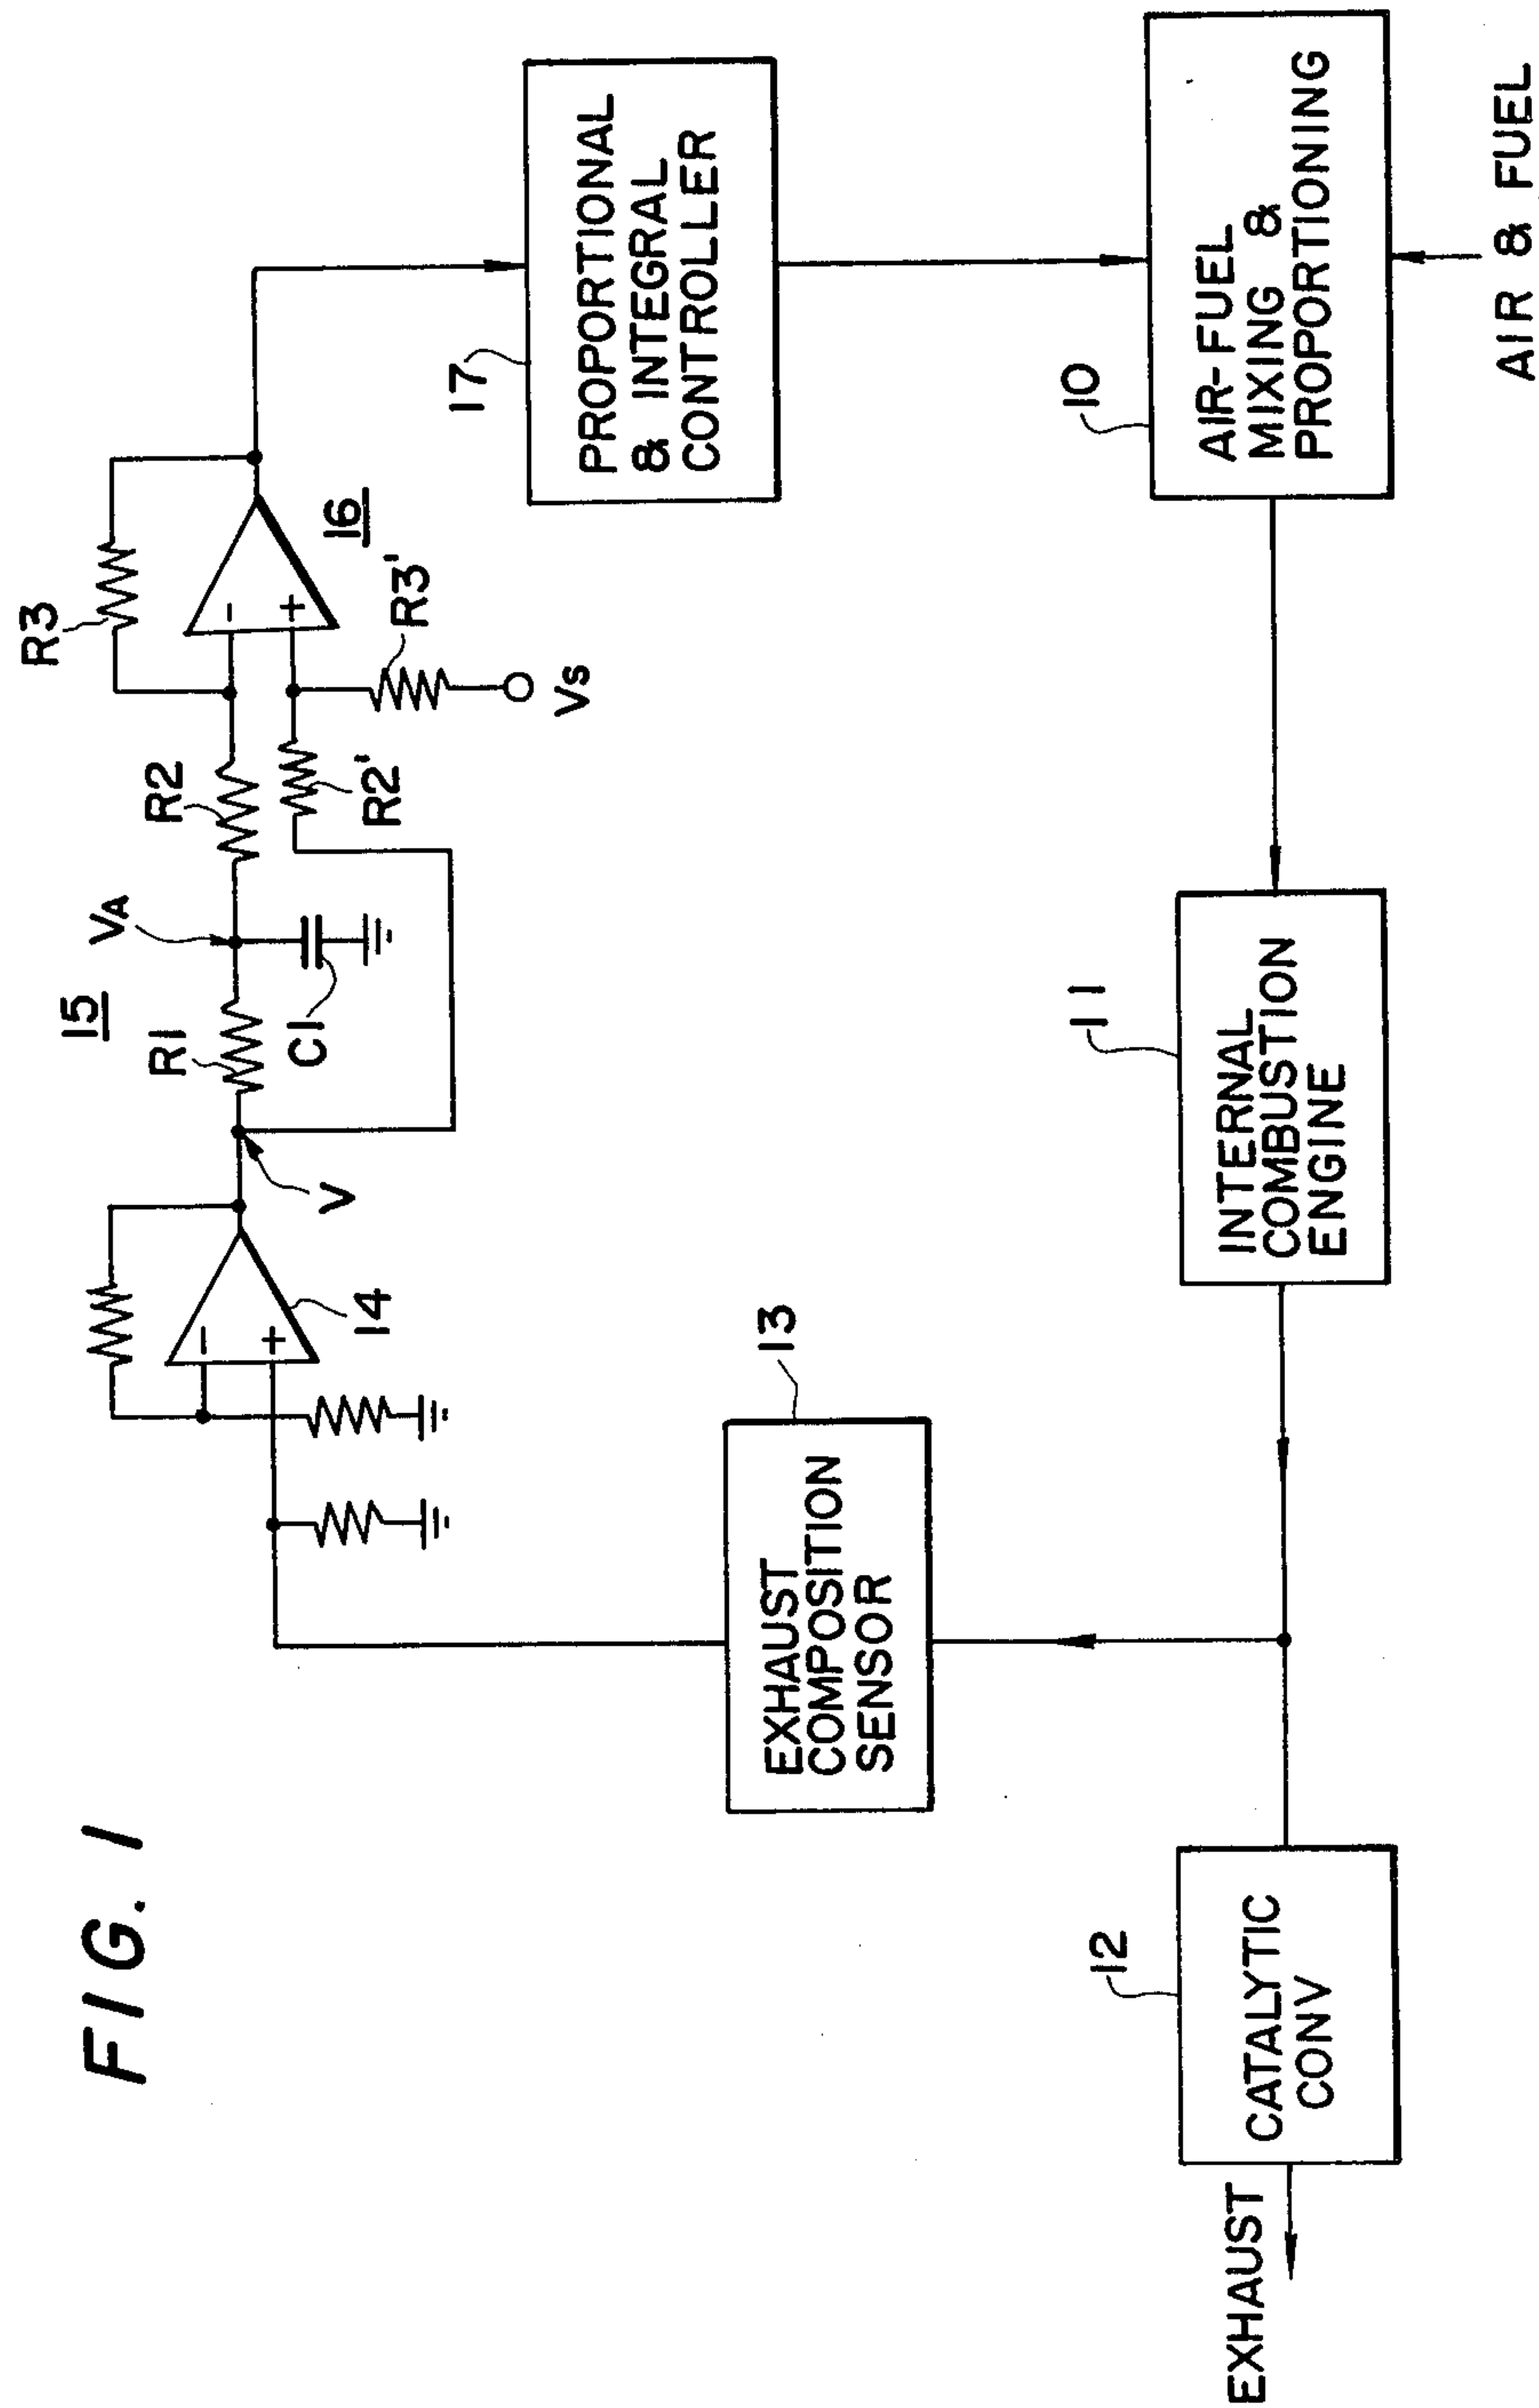 FIG. 1
15
R1
VA
C1
V
14
R2
R2'
R3
16
R3'
Vs
17
PROPORTIONAL
& INTEGRAL
CONTROLLER
13
EXHAUST
COMPOSITION
SENSOR
12
CATALYTIC
CONV
EXHAUST
11
INTERNAL
COMBUSTION
ENGINE
10
AIR-FUEL
MIXING &
PROPORTIONING
AIR & FUEL
-
+
-
+